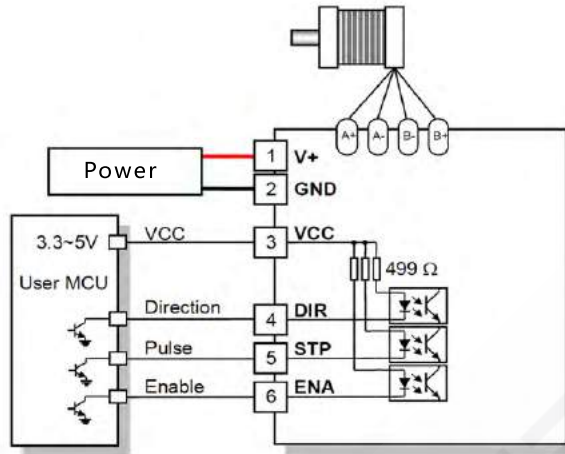 A+ A- B- B+
1 V+
Power
2 GND
3.3~5V VCC 3 VCC
User MCU
499 Ω
Direction 4 DIR
Pulse 5 STP
Enable 6 ENA